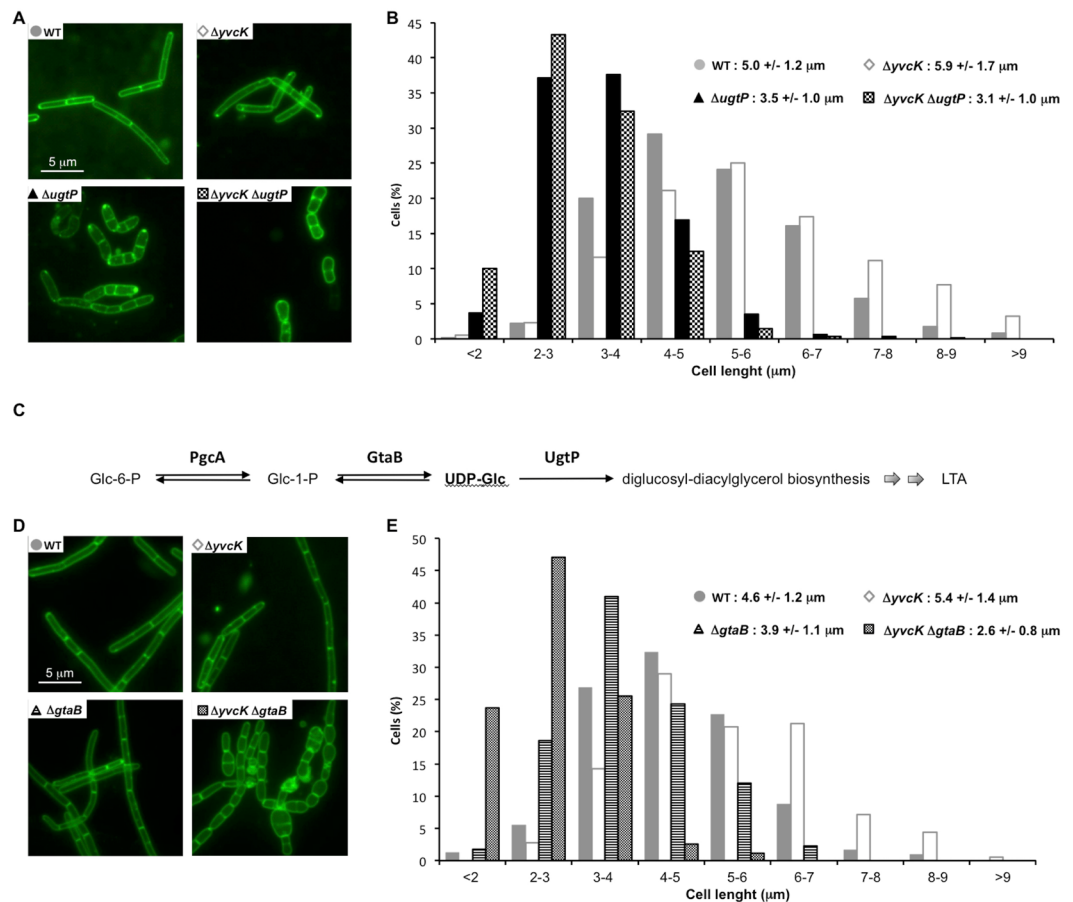 A
WT
ΔyvcK
5 μm
ΔugtP
ΔyvcK ΔugtP
B
45
40
35
30
25
20
15
10
5
0
Cells (%)
WT : 5.0 +/- 1.2 μm
ΔyvcK : 5.9 +/- 1.7 μm
ΔugtP : 3.5 +/- 1.0 μm
ΔyvcK ΔugtP : 3.1 +/- 1.0 μm
<2
2-3
3-4
4-5
5-6
6-7
7-8
8-9
>9
Cell lenght (μm)
C
PgcA
GtaB
UgtP
Glc-6-P
Glc-1-P
UDP-Glc
diglucosyl-diacylglycerol biosynthesis
LTA
D
WT
ΔyvcK
5 μm
ΔgtaB
ΔyvcK ΔgtaB
E
50
45
40
35
30
25
20
15
10
5
0
Cells (%)
WT : 4.6 +/- 1.2 μm
ΔyvcK : 5.4 +/- 1.4 μm
ΔgtaB : 3.9 +/- 1.1 μm
ΔyvcK ΔgtaB : 2.6 +/- 0.8 μm
<2
2-3
3-4
4-5
5-6
6-7
7-8
8-9
>9
Cell lenght (μm)